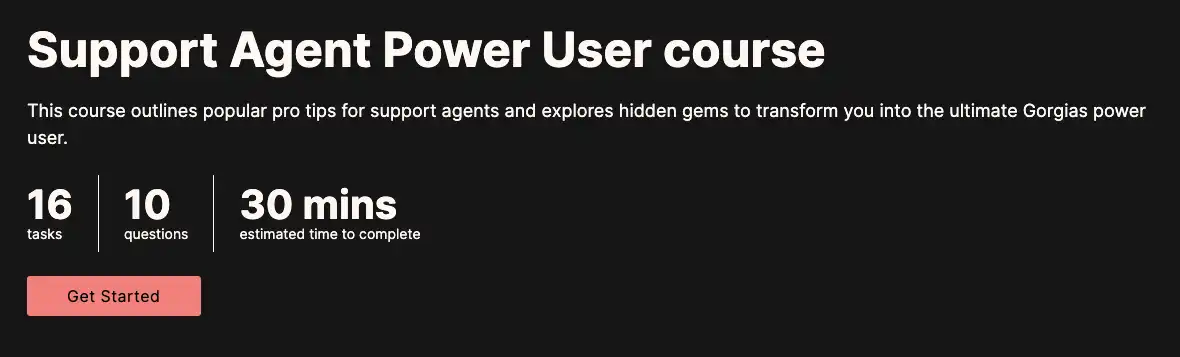 Support Agent Power User course
This course outlines popular pro tips for support agents and explores hidden gems to transform you into the ultimate Gorgias power
user.
16
tasks
10
questions
30 mins
estimated time to complete
Get Started